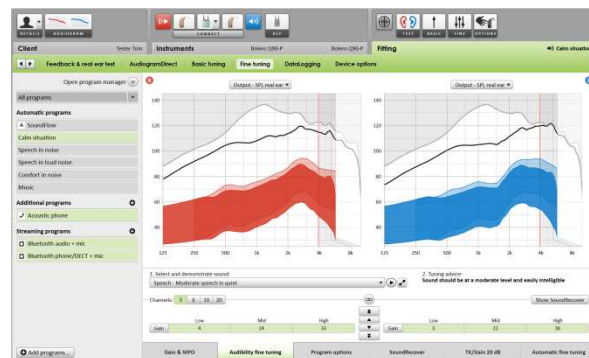 DETAILS
AUDIOGRAM
CONNECT
ACC
TEST
BASIC
FINE
OPTIONS
Client
Tester Tom
Instruments
Bolero Q90-P
Bolero Q90-P
Fitting
Calm situation
Feedback & real ear test
AudiogramDirect
Basic tuning
Fine tuning
DataLogging
Device options
Open program manager
All programs
Automatic programs
A SoundFlow
Calm situation
Speech in noise
Speech in loud noise
Comfort in noise
Music
Additional programs
Acoustic phone
Streaming programs
Bluetooth audio + mic
Bluetooth phone/DECT + mic
Add programs...
Output - SPL real ear
Output - SPL real ear
140
120
100
80
60
40
125 250 500 1k 2k 4k 8k
140
120
100
80
60
40
125 250 500 1k 2k 4k 8k
1. Select and demonstrate sound:
Speech - Moderate speech in quiet
2. Tuning advice:
Sound should be at a moderate level and easily intelligible
Channels: 3 6 10 20
Show SoundRecover
Low Mid High
Low Mid High
Gain 4 24 33
Gain 22 36
Gain & MPO
Audibility fine tuning
Program options
SoundRecover
TK/Gain 20 dB
Automatic fine tuning